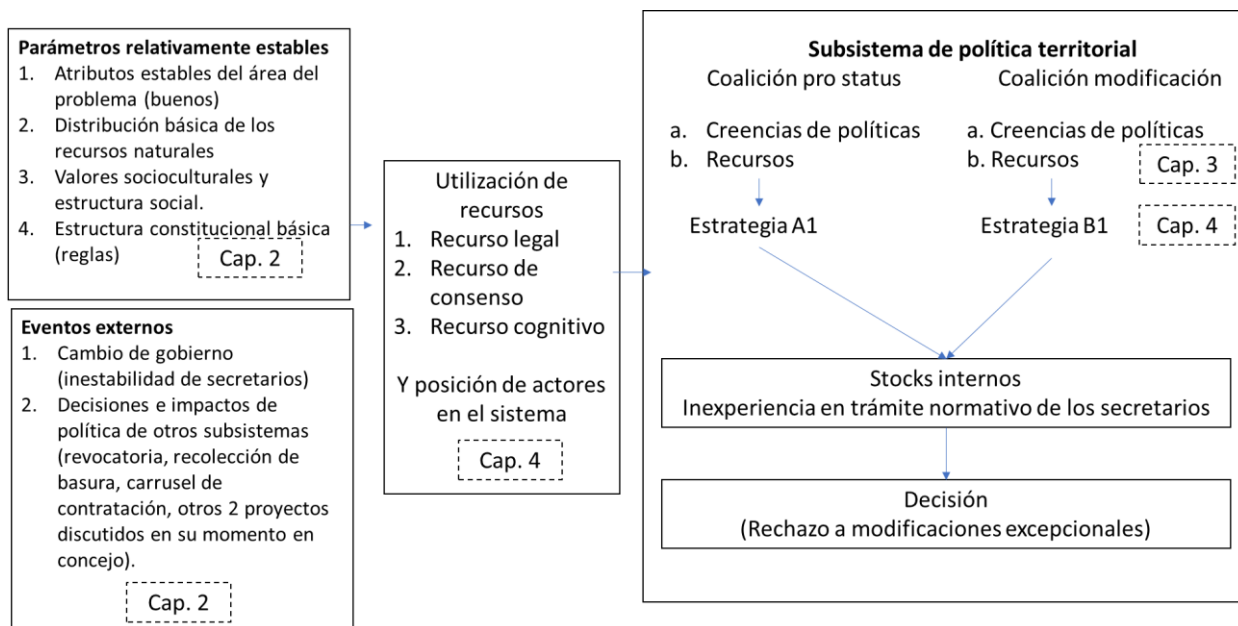 Parámetros relativamente estables
1. Atributos estables del área del
problema (buenos)
2. Distribución básica de los
recursos naturales
3. Valores socioculturales y
estructura social.
4. Estructura constitucional básica
(reglas)
Cap. 2
Eventos externos
1. Cambio de gobierno
(inestabilidad de secretarios)
2. Decisiones e impactos de
política de otros subsistemas
(revocatoria, recolección de
basura, carrusel de
contratación, otros 2 proyectos
discutidos en su momento en
concejo).
Cap. 2
Utilización de
recursos
1. Recurso legal
2. Recurso de
consenso
3. Recurso cognitivo
Y posición de actores
en el sistema
Cap. 4
Subsistema de política territorial
Coalición pro status
a. Creencias de políticas
b. Recursos
Estrategia A1
Coalición modificación
a. Creencias de políticas
b. Recursos
Cap. 3
Estrategia B1
Cap. 4
Stocks internos
Inexperiencia en trámite normativo de los secretarios
Decisión
(Rechazo a modificaciones excepcionales)